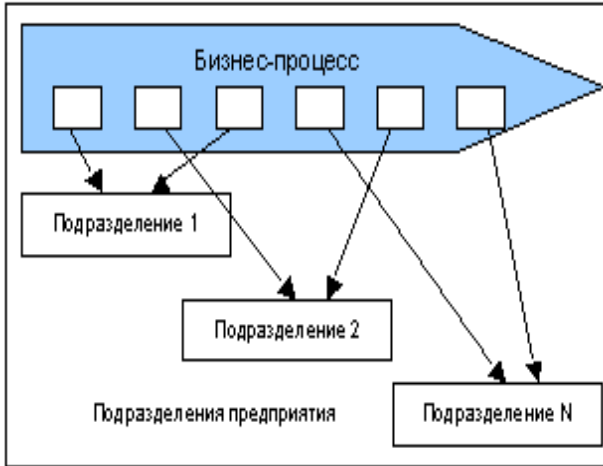 Бизнес-процесс
Подразделение 1
Подразделение 2
Подразделения предприятия
Подразделение N